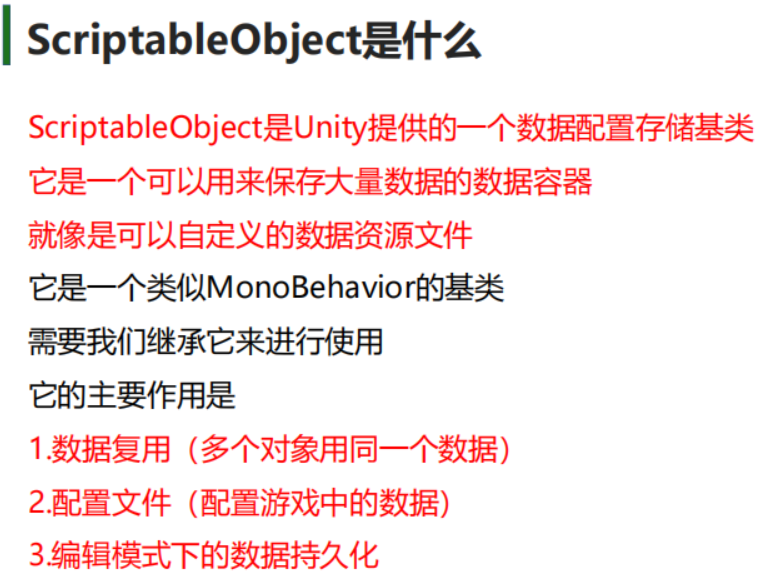 ScriptableObject是什么
ScriptableObject是Unity提供的一个数据配置存储基类
它是一个可以用来保存大量数据的数据容器
就像是可以自定义的数据资源文件
它是一个类似MonoBehavior的基类
需要我们继承它来进行使用
它的主要作用是
1.数据复用（多个对象用同一个数据）
2.配置文件（配置游戏中的数据）
3.编辑模式下的数据持久化